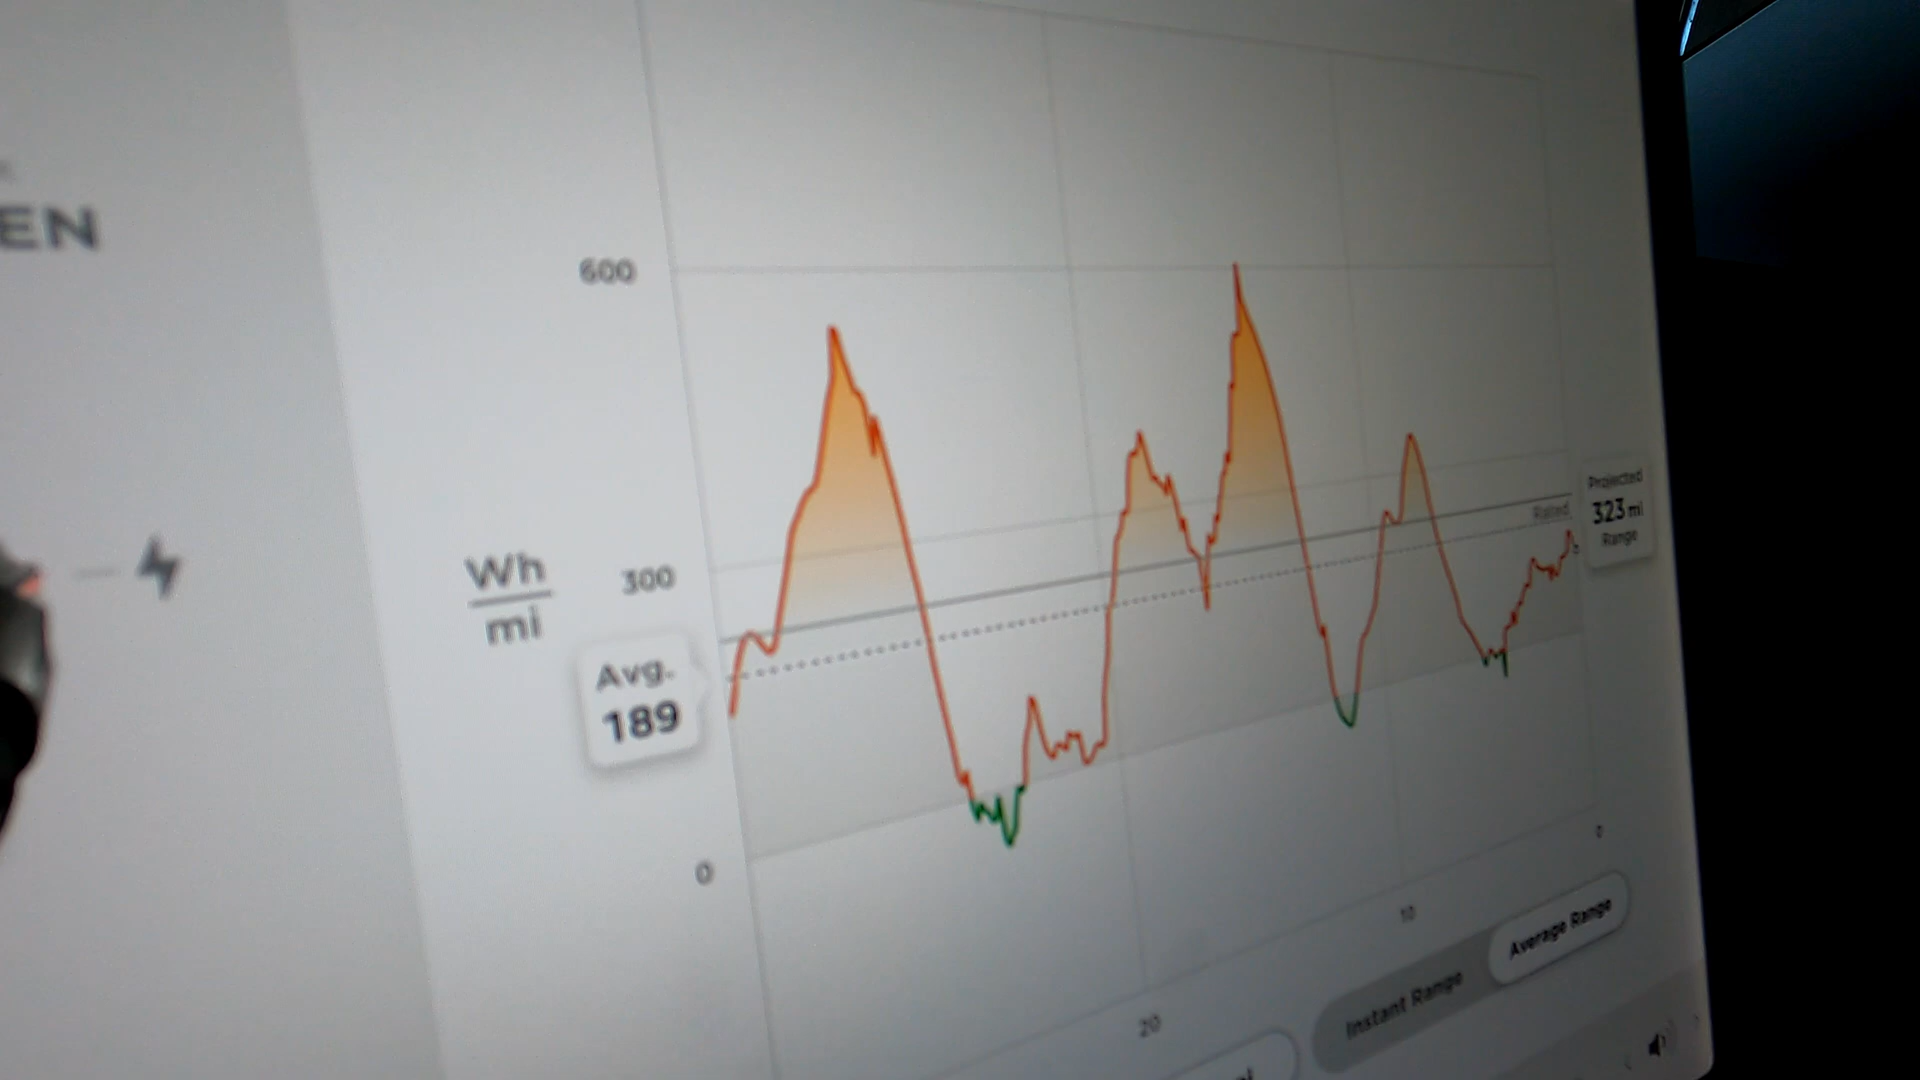 EN
600
300
Wh
mi
Avg.
189
0
Projected
323 mi
Range
Rated
0
10
20
Instant Range
Average Range